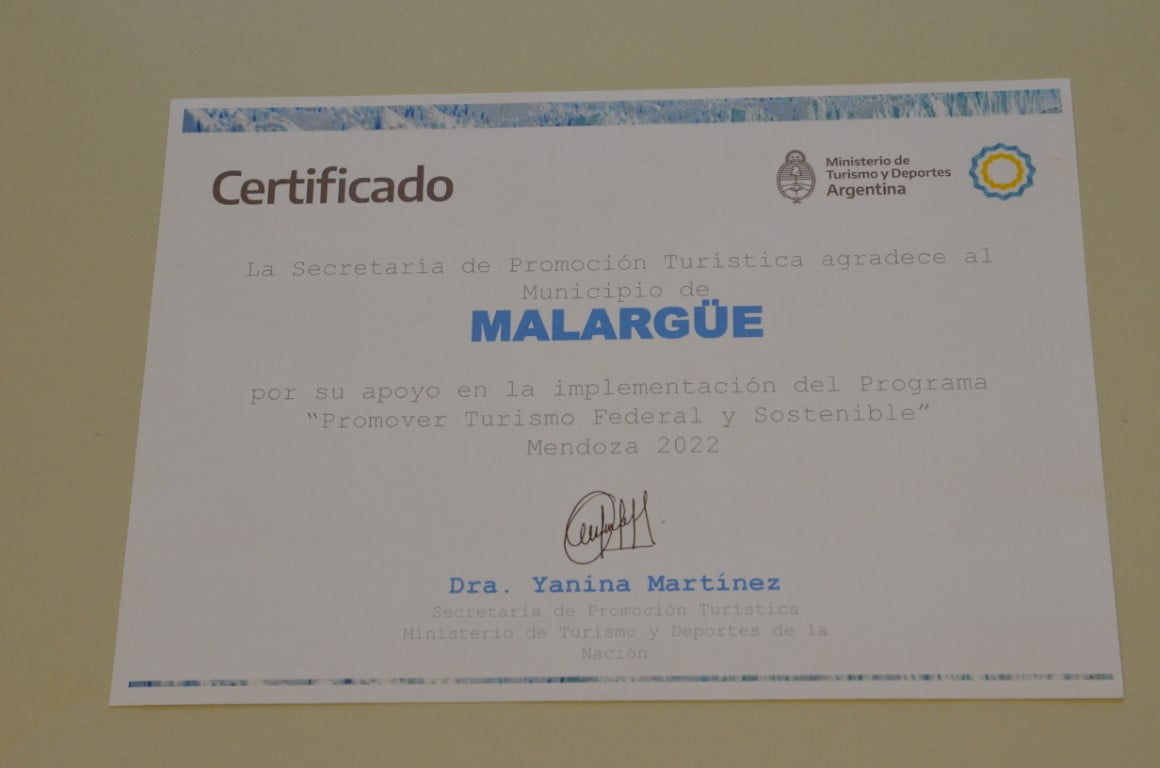 Certificado
Ministerio de
Turismo y Deportes
Argentina
La Secretaría de Promoción Turística agradece al
Municipio de
MALARGÜE
por su apoyo en la implementación del Programa
“Promover Turismo Federal y Sostenible”
Mendoza 2022
Dra. Yanina Martínez
Secretaria de Promoción Turística
Ministerio de Turismo y Deportes de la
Nación